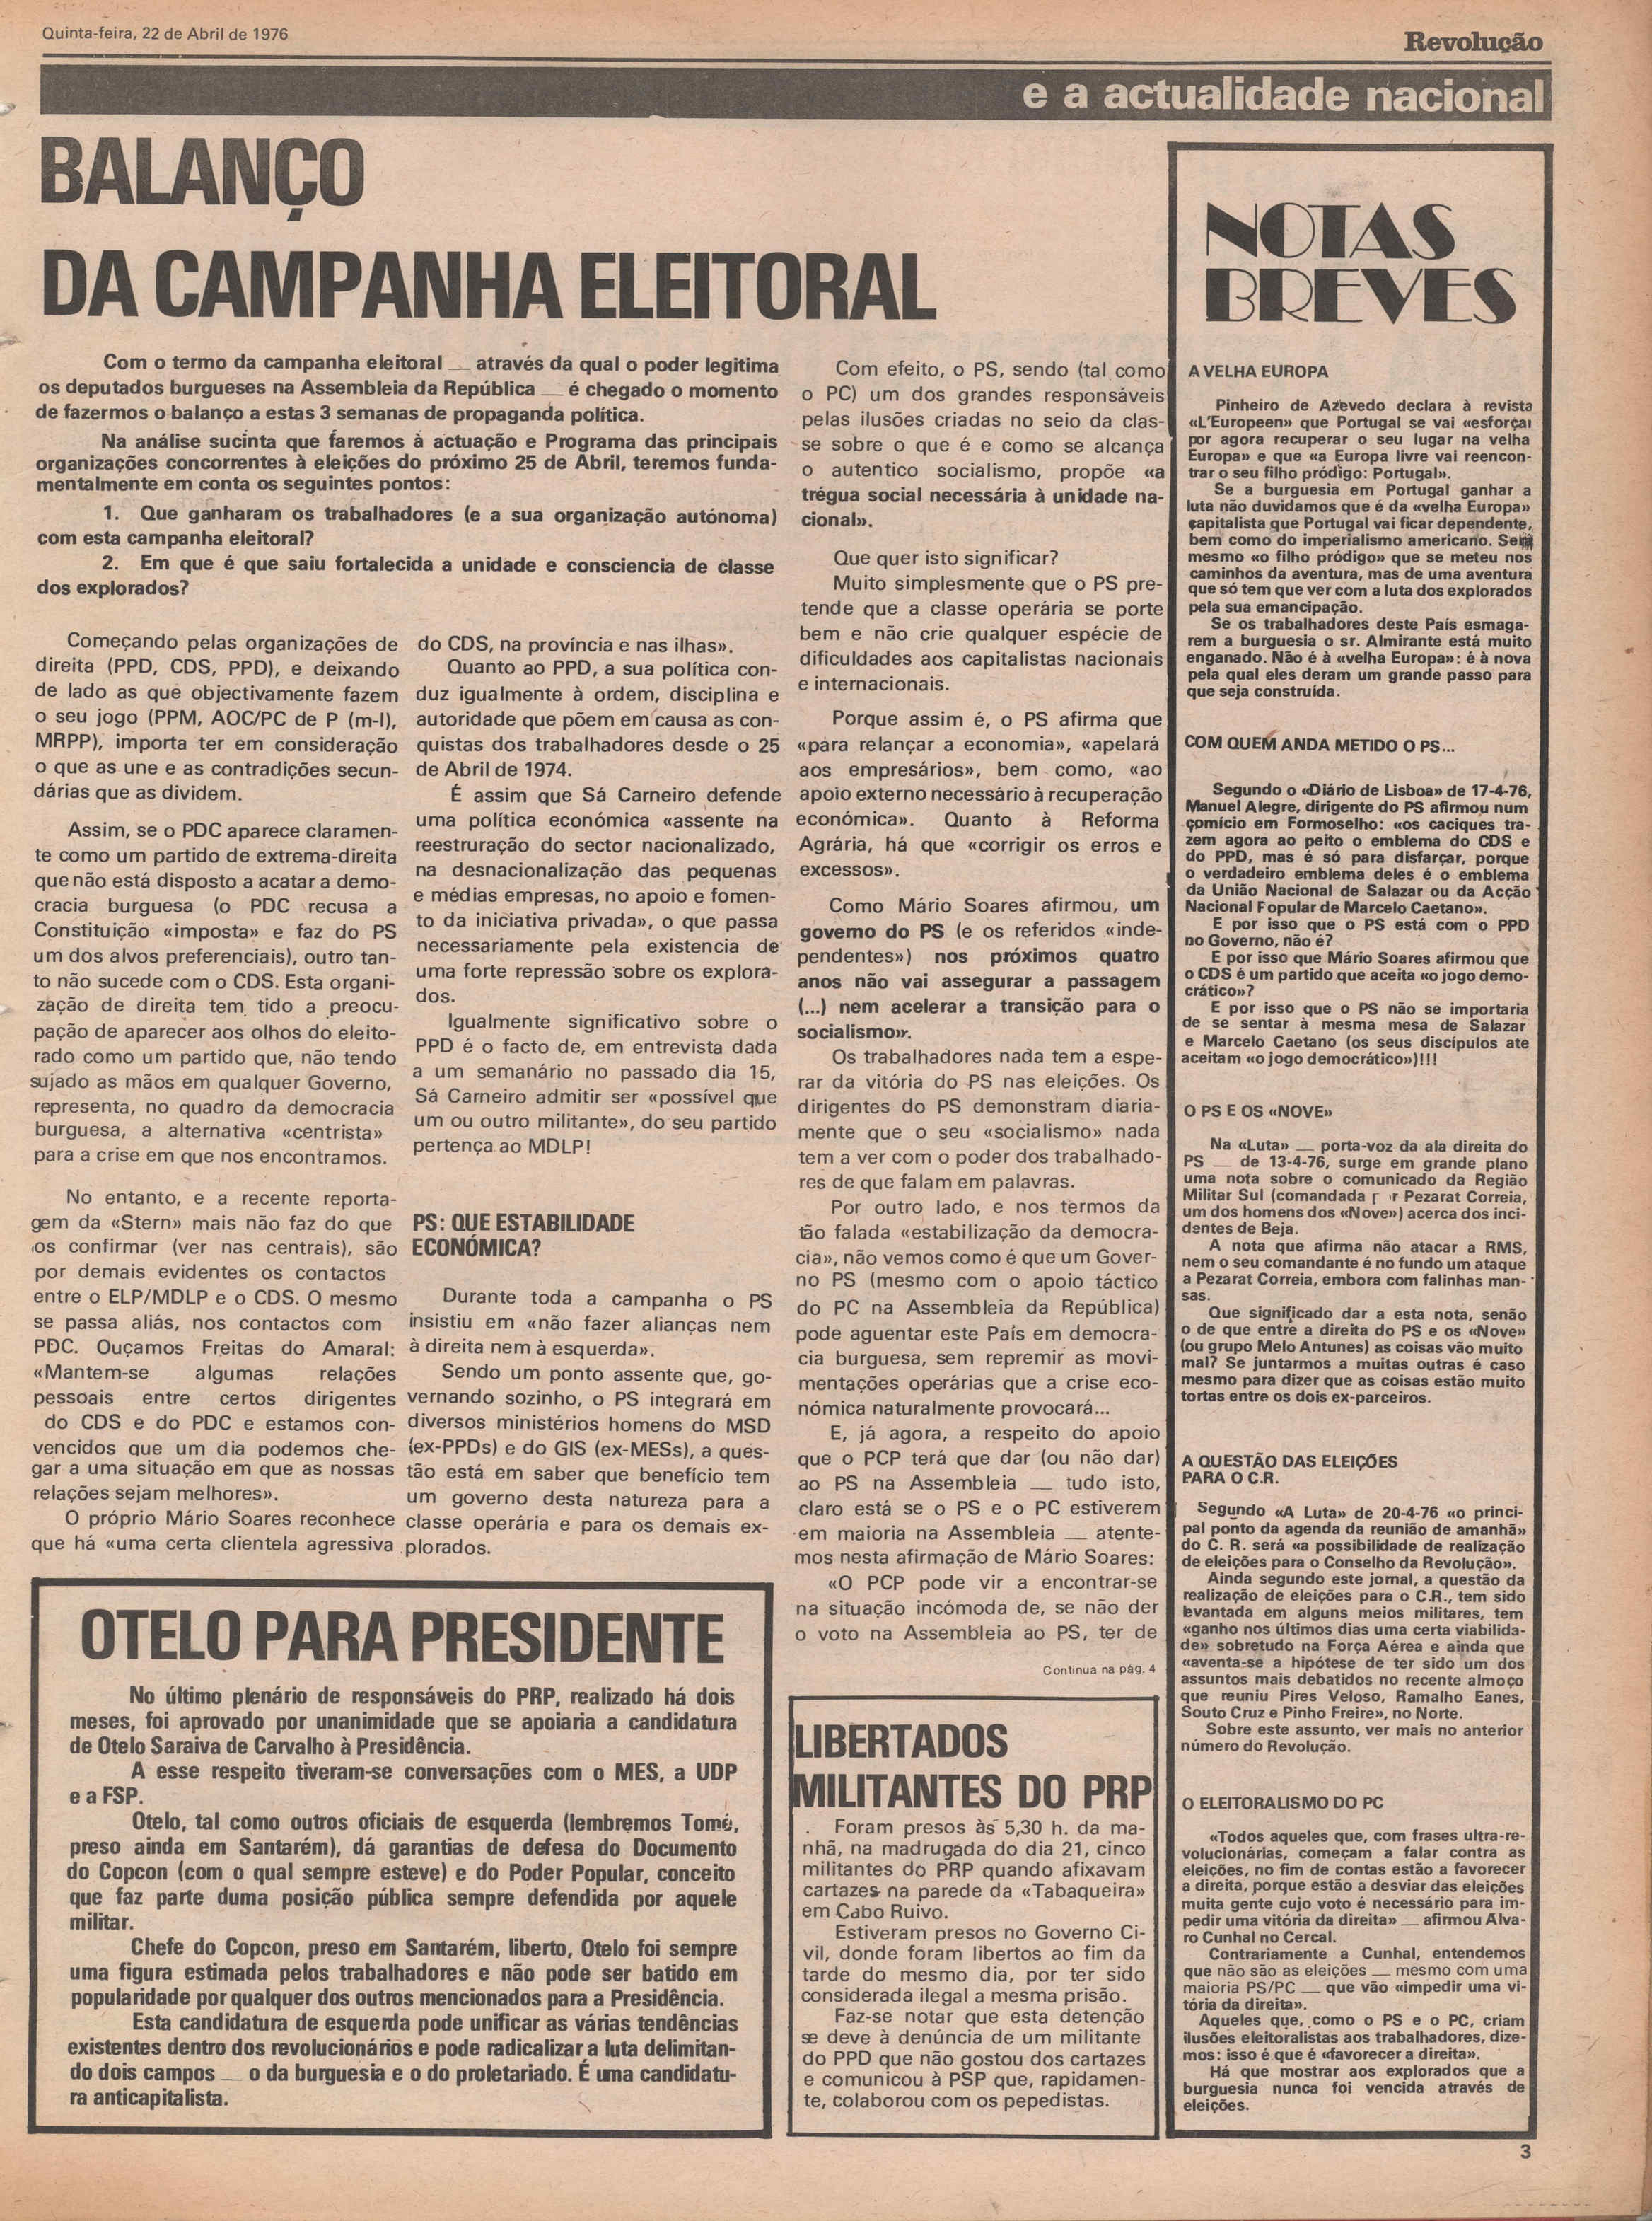 Quinta-feira, 22 de Abril de 1976
Revolução
e a actualidade nacional
BALANÇO
DA CAMPANHA ELEITORAL
Com o termo da campanha eleitoral __ através da qual o poder legitima
os deputados burgueses na Assembleia da República __ é chegado o momento
de fazermos o balanço a estas 3 semanas de propaganda política.
Na análise sucinta que faremos à actuação e Programa das principais
organizações concorrentes à eleições do próximo 25 de Abril, teremos funda-
mentalmente em conta os seguintes pontos:
1. Que ganharam os trabalhadores (e a sua organização autónoma)
com esta campanha eleitoral?
2. Em que é que saiu fortalecida a unidade e consciencia de classe
dos explorados?
Começando pelas organizações de
direita (PPD, CDS, PPD), e deixando
de lado as que objectivamente fazem
o seu jogo (PPM, AOC/PC de P (m-l),
MRPP), importa ter em consideração
o que as une e as contradições secun-
dárias que as dividem.
Assim, se o PDC aparece claramen-
te como um partido de extrema-direita
que não está disposto a acatar a demo-
cracia burguesa (o PDC recusa a
Constituição «imposta» e faz do PS
um dos alvos preferenciais), outro tan-
to não sucede com o CDS. Esta organi-
zação de direita tem tido a preocu-
pação de aparecer aos olhos do eleito-
rado como um partido que, não tendo
sujado as mãos em qualquer Governo,
representa, no quadro da democracia
burguesa, a alternativa «centrista»
para a crise em que nos encontramos.
No entanto, e a recente reporta-
gem da «Stern» mais não faz do que
os confirmar (ver nas centrais), são
por demais evidentes os contactos
entre o ELP/MDLP e o CDS. O mesmo
se passa aliás, nos contactos com
PDC. Ouçamos Freitas do Amaral:
«Mantem-se algumas relações
pessoais entre certos dirigentes
do CDS e do PDC e estamos con-
vencidos que um dia podemos che-
gar a uma situação em que as nossas
relações sejam melhores».
O próprio Mário Soares reconhece
que há «uma certa clientela agressiva
do CDS, na província e nas ilhas».
Quanto ao PPD, a sua política con-
duz igualmente à ordem, disciplina e
autoridade que põem em causa as con-
quistas dos trabalhadores desde o 25
de Abril de 1974.
É assim que Sá Carneiro defende
uma política económica «assente na
reestruração do sector nacionalizado,
na desnacionalização das pequenas
e médias empresas, no apoio e fomen-
to da iniciativa privada», o que passa
necessariamente pela existencia de
uma forte repressão sobre os explora-
dos.
Igualmente significativo sobre o
PPD é o facto de, em entrevista dada
a um semanário no passado dia 15,
Sá Carneiro admitir ser «possível que
um ou outro militante», do seu partido
pertença ao MDLP!
PS: QUE ESTABILIDADE
ECONÓMICA?
Durante toda a campanha o PS
insistiu em «não fazer alianças nem
à direita nem à esquerda».
Sendo um ponto assente que, go-
vernando sozinho, o PS integrará em
diversos ministérios homens do MSD
(ex-PPDs) e do GIS (ex-MESs), a ques-
tão está em saber que benefício tem
um governo desta natureza para a
classe operária e para os demais ex-
plorados.
Com efeito, o PS, sendo (tal como
o PC) um dos grandes responsáveis
pelas ilusões criadas no seio da clas-
se sobre o que é e como se alcança
o autentico socialismo, propõe «a
trégua social necessária à unidade na-
cional».
Que quer isto significar?
Muito simplesmente que o PS pre-
tende que a classe operária se porte
bem e não crie qualquer espécie de
dificuldades aos capitalistas nacionais
e internacionais.
Porque assim é, o PS afirma que
«para relançar a economia», «apelará
aos empresários», bem como, «ao
apoio externo necessário à recuperação
económica». Quanto à Reforma
Agrária, há que «corrigir os erros e
excessos».
Como Mário Soares afirmou, um
governo do PS (e os referidos «inde-
pendentes») nos próximos quatro
anos não vai assegurar a passagem
(...) nem acelerar a transição para o
socialismo».
Os trabalhadores nada tem a espe-
rar da vitória do PS nas eleições. Os
dirigentes do PS demonstram diaria-
mente que o seu «socialismo» nada
tem a ver com o poder dos trabalhado-
res de que falam em palavras.
Por outro lado, e nos termos da
tão falada «estabilização da democra-
cia», não vemos como é que um Gover-
no PS (mesmo com o apoio táctico
do PC na Assembleia da República)
pode aguentar este País em democra-
cia burguesa, sem repremir as movi-
mentações operárias que a crise eco-
nómica naturalmente provocará...
E, já agora, a respeito do apoio
que o PCP terá que dar (ou não dar)
ao PS na Assembleia __ tudo isto,
claro está se o PS e o PC estiverem
em maioria na Assembleia __ atente-
mos nesta afirmação de Mário Soares:
«O PCP pode vir a encontrar-se
na situação incómoda de, se não der
o voto na Assembleia ao PS, ter de
Continua na pág. 4
OTELO PARA PRESIDENTE
No último plenário de responsáveis do PRP, realizado há dois
meses, foi aprovado por unanimidade que se apoiaria a candidatura
de Otelo Saraiva de Carvalho à Presidência.
A esse respeito tiveram-se conversações com o MES, a UDP
e a FSP.
Otelo, tal como outros oficiais de esquerda (lembremos Tomé,
preso ainda em Santarém), dá garantias de defesa do Documento
do Copcon (com o qual sempre esteve) e do Poder Popular, conceito
que faz parte duma posição pública sempre defendida por aquele
militar.
Chefe do Copcon, preso em Santarém, liberto, Otelo foi sempre
uma figura estimada pelos trabalhadores e não pode ser batido em
popularidade por qualquer dos outros mencionados para a Presidência.
Esta candidatura de esquerda pode unificar as várias tendências
existentes dentro dos revolucionários e pode radicalizar a luta delimitan-
do dois campos __ o da burguesia e o do proletariado. É uma candidatu-
ra anticapitalista.
LIBERTADOS
MILITANTES DO PRP
Foram presos às 5,30 h. da ma-
nhã, na madrugada do dia 21, cinco
militantes do PRP quando afixavam
cartazes na parede da «Tabaqueira»
em Cabo Ruivo.
Estiveram presos no Governo Ci-
vil, donde foram libertos ao fim da
tarde do mesmo dia, por ter sido
considerada ilegal a mesma prisão.
Faz-se notar que esta detenção
se deve à denúncia de um militante
do PPD que não gostou dos cartazes
e comunicou à PSP que, rapidamen-
te, colaborou com os pepedistas.
NOTAS
BREVES
A VELHA EUROPA
Pinheiro de Azevedo declara à revista
«L'Europeen» que Portugal se vai «esforçar
por agora recuperar o seu lugar na velha
Europa» e que «a Europa livre vai reencon-
trar o seu filho pródigo: Portugal».
Se a burguesia em Portugal ganhar a
luta não duvidamos que é da «velha Europa»
capitalista que Portugal vai ficar dependente,
bem como do imperialismo americano. Será
mesmo «o filho pródigo» que se meteu nos
caminhos da aventura, mas de uma aventura
que só tem que ver com a luta dos explorados
pela sua emancipação.
Se os trabalhadores deste País esmaga-
rem a burguesia o sr. Almirante está muito
enganado. Não é à «velha Europa»: é à nova
pela qual eles deram um grande passo para
que seja construída.
COM QUEM ANDA METIDO O PS...
Segundo o «Diário de Lisboa» de 17-4-76,
Manuel Alegre, dirigente do PS afirmou num
comício em Formoselho: «os caciques tra-
zem agora ao peito o emblema do CDS e
do PPD, mas é só para disfarçar, porque
o verdadeiro emblema deles é o emblema
da União Nacional de Salazar ou da Acção
Nacional Popular de Marcelo Caetano».
E por isso que o PS está com o PPD
no Governo, não é?
E por isso que Mário Soares afirmou que
o CDS é um partido que aceita «o jogo demo-
crático»?
E por isso que o PS não se importaria
de se sentar à mesma mesa de Salazar
e Marcelo Caetano (os seus discípulos ate
aceitam «o jogo democrático»)!!!
O PS E OS «NOVE»
Na «Luta» __ porta-voz da ala direita do
PS __ de 13-4-76, surge em grande plano
uma nota sobre o comunicado da Região
Militar Sul (comandada r Pezarat Correia,
um dos homens dos «Nove») acerca dos inci-
dentes de Beja.
A nota que afirma não atacar a RMS,
nem o seu comandante é no fundo um ataque
a Pezarat Correia, embora com falinhas man-
sas.
Que significado dar a esta nota, senão
o de que entre a direita do PS e os «Nove»
(ou grupo Melo Antunes) as coisas vão muito
mal? Se juntarmos a muitas outras é caso
mesmo para dizer que as coisas estão muito
tortas entre os dois ex-parceiros.
A QUESTÃO DAS ELEIÇÕES
PARA O C.R.
Segundo «A Luta» de 20-4-76 «o princi-
pal ponto da agenda da reunião de amanhã»
do C. R. será «a possibilidade de realização
de eleições para o Conselho da Revolução».
Ainda segundo este jornal, a questão da
realização de eleições para o C.R., tem sido
levantada em alguns meios militares, tem
«ganho nos últimos dias uma certa viabilida-
de» sobretudo na Força Aérea e ainda que
«aventa-se a hipótese de ter sido um dos
assuntos mais debatidos no recente almoço
que reuniu Pires Veloso, Ramalho Eanes,
Souto Cruz e Pinho Freire», no Norte.
Sobre este assunto, ver mais no anterior
número do Revolução.
O ELEITORALISMO DO PC
«Todos aqueles que, com frases ultra-re-
volucionárias, começam a falar contra as
eleições, no fim de contas estão a favorecer
a direita, porque estão a desviar das eleições
muita gente cujo voto é necessário para im-
pedir uma vitória da direita» __ afirmou Alva-
ro Cunhal no Cercal.
Contrariamente a Cunhal, entendemos
que não são as eleições __ mesmo com uma
maioria PS/PC __ que vão «impedir uma vi-
tória da direita».
Aqueles que, como o PS e o PC, criam
ilusões eleitoralistas aos trabalhadores, dize-
mos: isso é que é «favorecer a direita».
Há que mostrar aos explorados que a
burguesia nunca foi vencida através de
eleições.
3